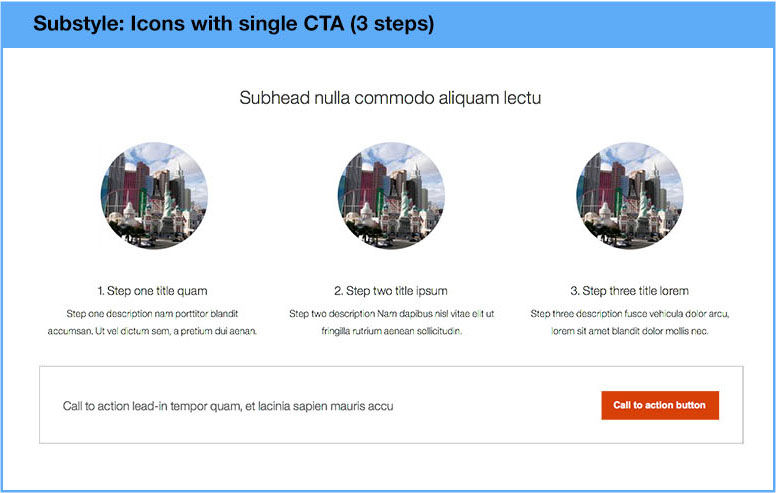 Substyle: Icons with single CTA (3 steps)
Subhead nulla commodo aliquam lectu
1. Step one title quam
Step one description nam porttitor blandit
accumsan. Ut vel dictum sem, a pretium dui aenan.
2. Step two title ipsum
Step two description Nam dapibus nisl vitae elit ut
fringilla rutrium aenean sollicitudin.
3. Step three title lorem
Step three description fusce vehicula dolor arcu,
lorem sit amet blandit dolor mollis nec.
Call to action lead-in tempor quam, et lacinia sapien mauris accu
Call to action button